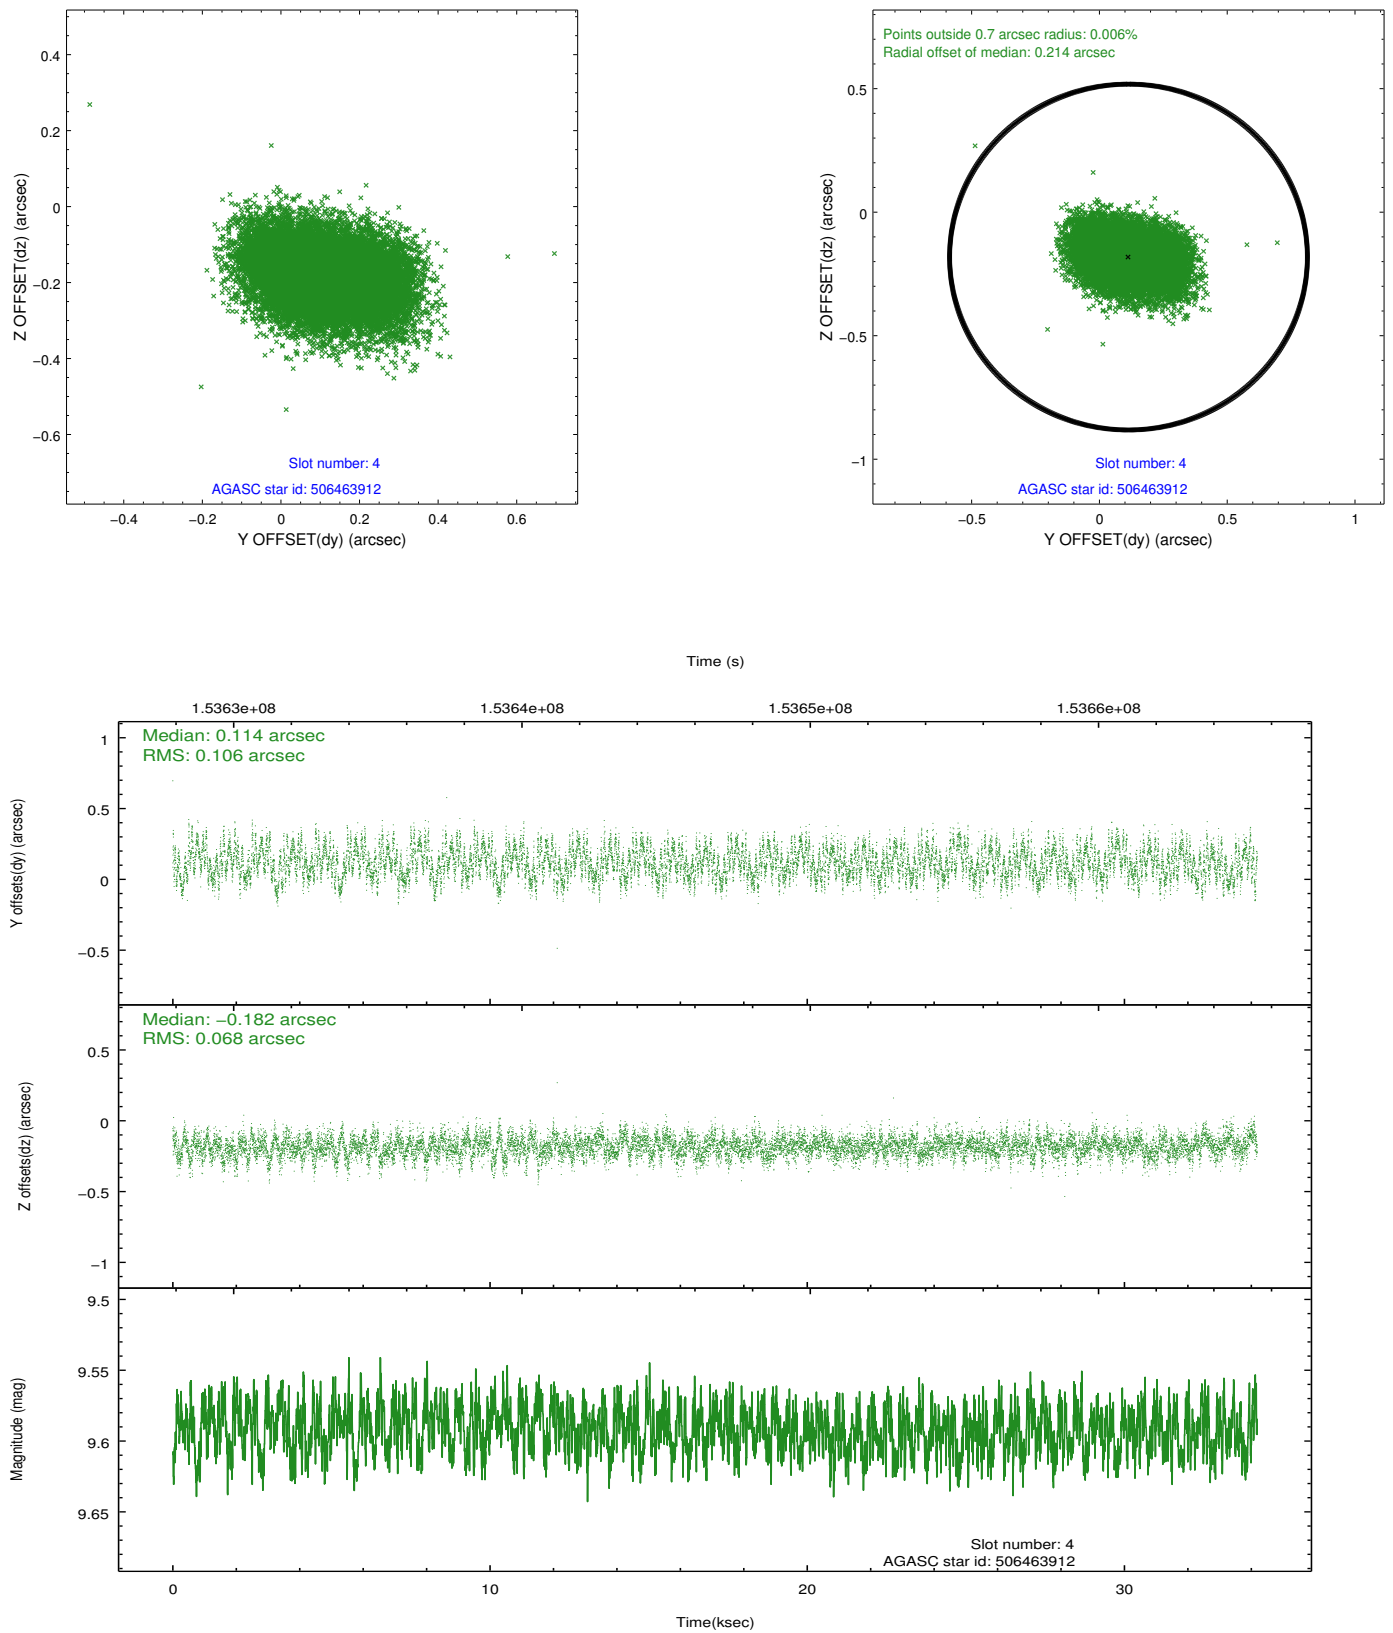 0.4
0.2
0
−0.2
−0.4
−0.6
Z OFFSET(dz) (arcsec)
Slot number: 4
AGASC star id: 506463912
−0.4 −0.2 0 0.2 0.4 0.6
Y OFFSET(dy) (arcsec)
Points outside 0.7 arcsec radius: 0.006%
Radial offset of median: 0.214 arcsec
0.5
0
−0.5
−1
Z OFFSET(dz) (arcsec)
Slot number: 4
AGASC star id: 506463912
−0.5 0 0.5 1
Y OFFSET(dy) (arcsec)
Time (s)
1.5363e+08 1.5364e+08 1.5365e+08 1.5366e+08
Median: 0.114 arcsec
RMS: 0.106 arcsec
1
0.5
0
−0.5
Y offsets(dy) (arcsec)
Median: −0.182 arcsec
RMS: 0.068 arcsec
0.5
0
−0.5
−1
Z offsets(dz) (arcsec)
9.5
9.55
9.6
9.65
Magnitude (mag)
Slot number: 4
AGASC star id: 506463912
0 10 20 30
Time(ksec)